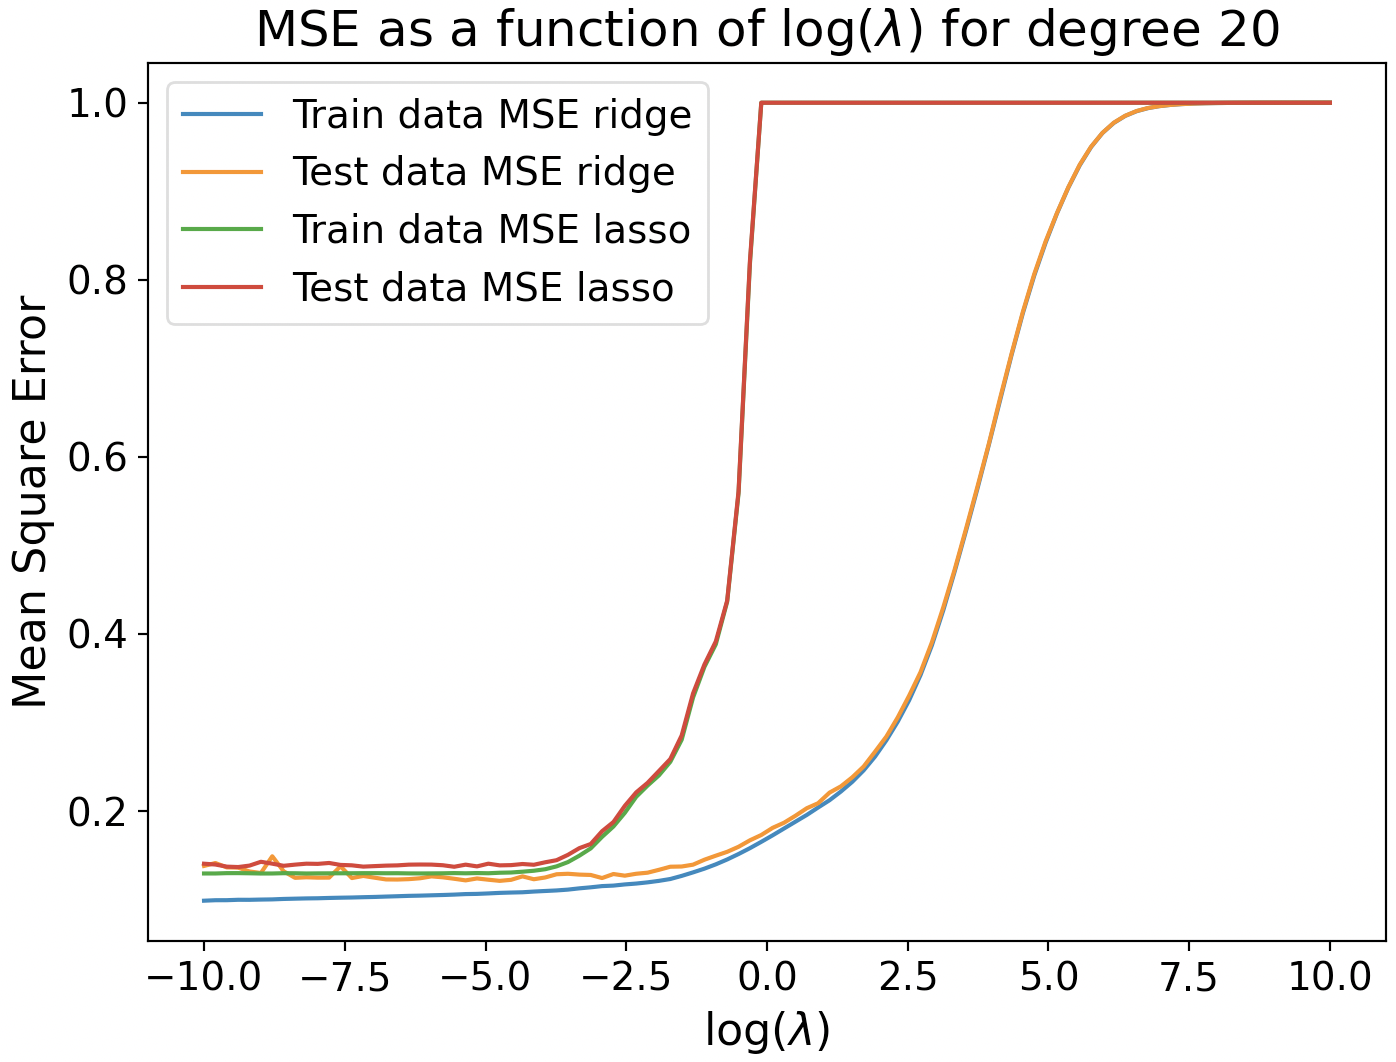 MSE as a function of log(λ) for degree 20
Train data MSE ridge
Test data MSE ridge
Train data MSE lasso
Test data MSE lasso
Mean Square Error
1.0
0.8
0.6
0.4
0.2
−10.0 −7.5 −5.0 −2.5 0.0 2.5 5.0 7.5 10.0
log(λ)